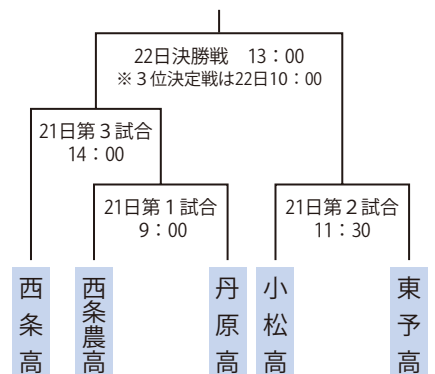 22日決勝戦　13：00
※３位決定戦は22日10：00
21日第３試合
14：00
21日第１試合
9：00
21日第２試合
11：30
西条高
西条農高
丹原高
小松高
東予高